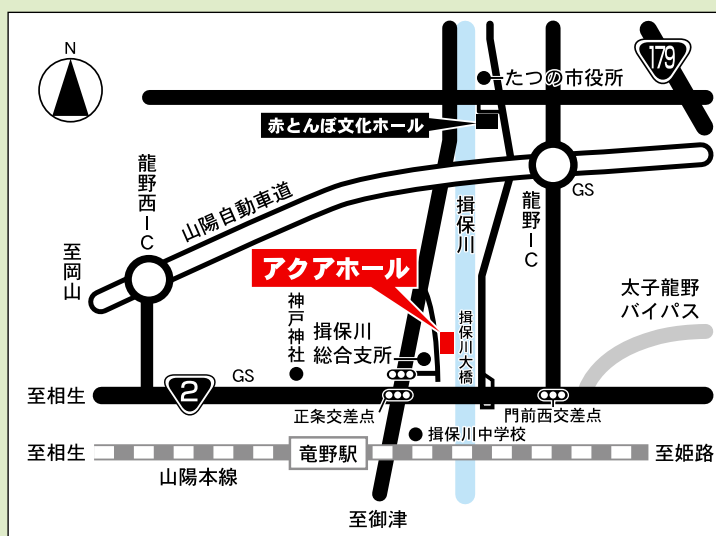 N
179
たつの市役所
赤とんぼ文化ホール
龍野西IC
山陽自動車道
至岡山
揖保川
龍野IC
GS
アクアホール
太子龍野
バイパス
神戸神社
揖保川
総合支所
揖保川大橋
GS
2
至相生
正条交差点
門前西交差点
揖保川中学校
至相生
竜野駅
至姫路
山陽本線
至御津